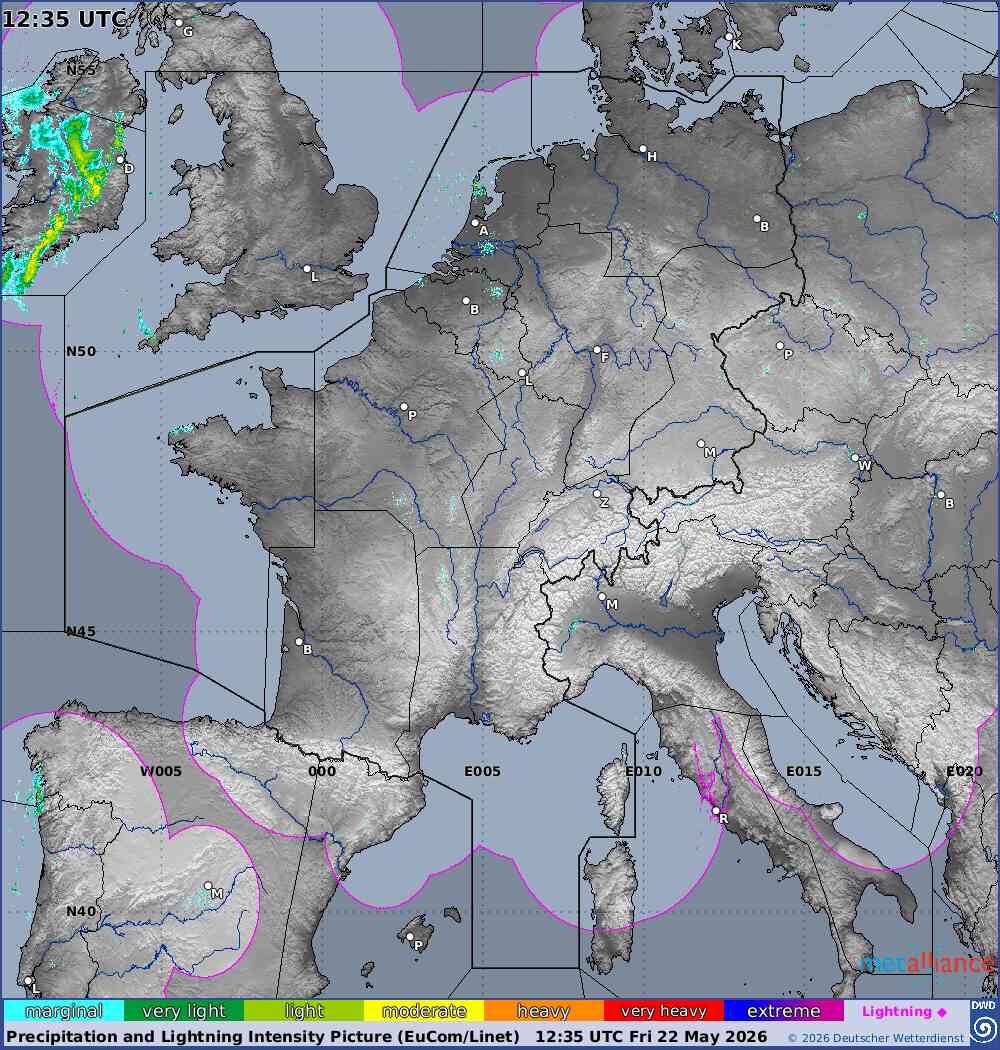 12:35 UTC
G
K
N55
D
H
A
B
L
B
N50
F
P
L
P
M
W
Z
B
M
N45
B
W005
000
E005
E010
E015
E020
R
M
N40
P
L
metalliance
marginal
very light
light
moderate
heavy
very heavy
extreme
Lightning ◆
DWD
Precipitation and Lightning Intensity Picture (EuCom/Linet) 12:35 UTC Fri 22 May 2026 © 2026 Deutscher Wetterdienst